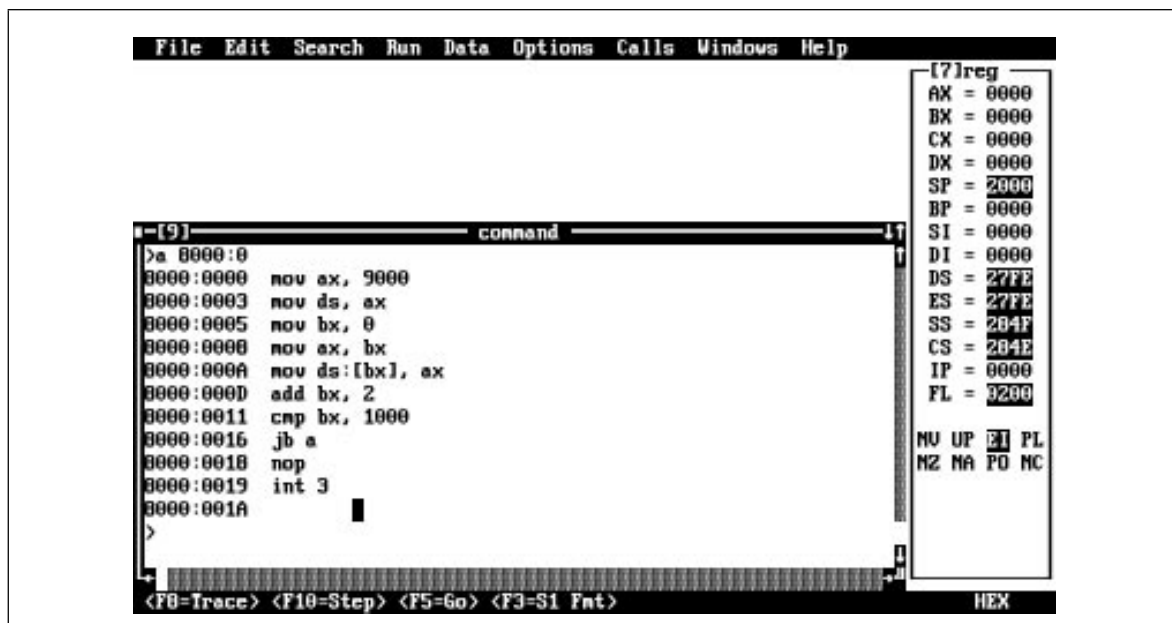 File Edit Search Run Data Options Calls Windows Help
[7]reg
AX = 0000
BX = 0000
CX = 0000
DX = 0000
SP = 2000
BP = 0000
SI = 0000
DI = 0000
DS = 27FE
ES = 27FE
SS = 284F
CS = 284E
IP = 0000
FL = 0200
NV UP EI PL
NZ NA PO NC
[9] command
>a 8000:0
8000:0000 mov ax, 9000
8000:0003 mov ds, ax
8000:0005 mov bx, 0
8000:0008 mov ax, bx
8000:000A mov ds:[bx], ax
8000:000D add bx, 2
8000:0011 cmp bx, 1000
8000:0016 jb a
8000:0018 nop
8000:0019 int 3
8000:001A
>
<F8=Trace> <F10=Step> <F5=Go> <F3=S1 Fmt> HEX